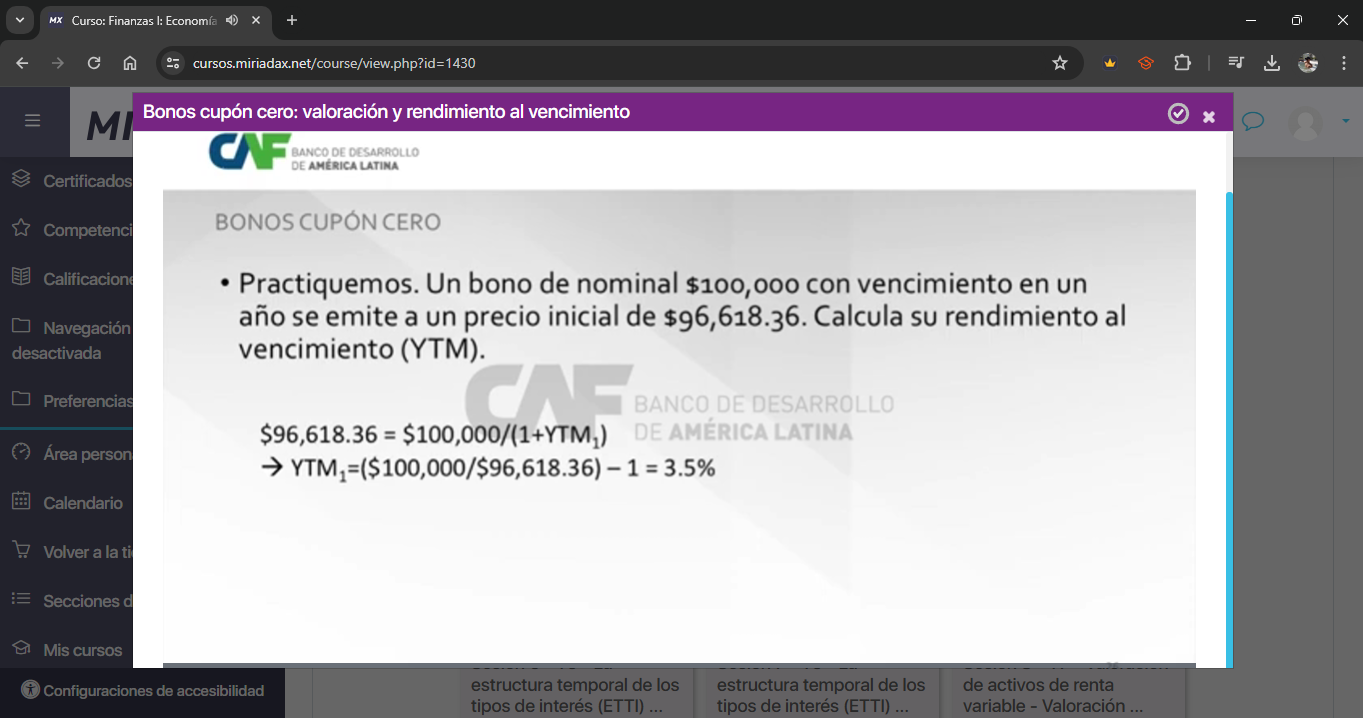 MX Curso: Finanzas I: Economía
cursos.miriadax.net/course/view.php?id=1430
Bonos cupón cero: valoración y rendimiento al vencimiento
CAF BANCO DE DESARROLLO
DE AMÉRICA LATINA
BONOS CUPÓN CERO
• Practiquemos. Un bono de nominal $100,000 con vencimiento en un
año se emite a un precio inicial de $96,618.36. Calcula su rendimiento al
vencimiento (YTM).
CAF BANCO DE DESARROLLO
DE AMÉRICA LATINA
$96,618.36 = $100,000/(1+YTM₁)
→ YTM₁=($100,000/$96,618.36) – 1 = 3.5%
Certificados
Competenci
Calificacione
Navegación
desactivada
Preferencias
Área person
Calendario
Volver a la ti
Secciones d
Mis cursos
Configuraciones de accesibilidad
estructura temporal de los
tipos de interés (ETTI) ...
estructura temporal de los
tipos de interés (ETTI) ...
de activos de renta
variable - Valoración ...